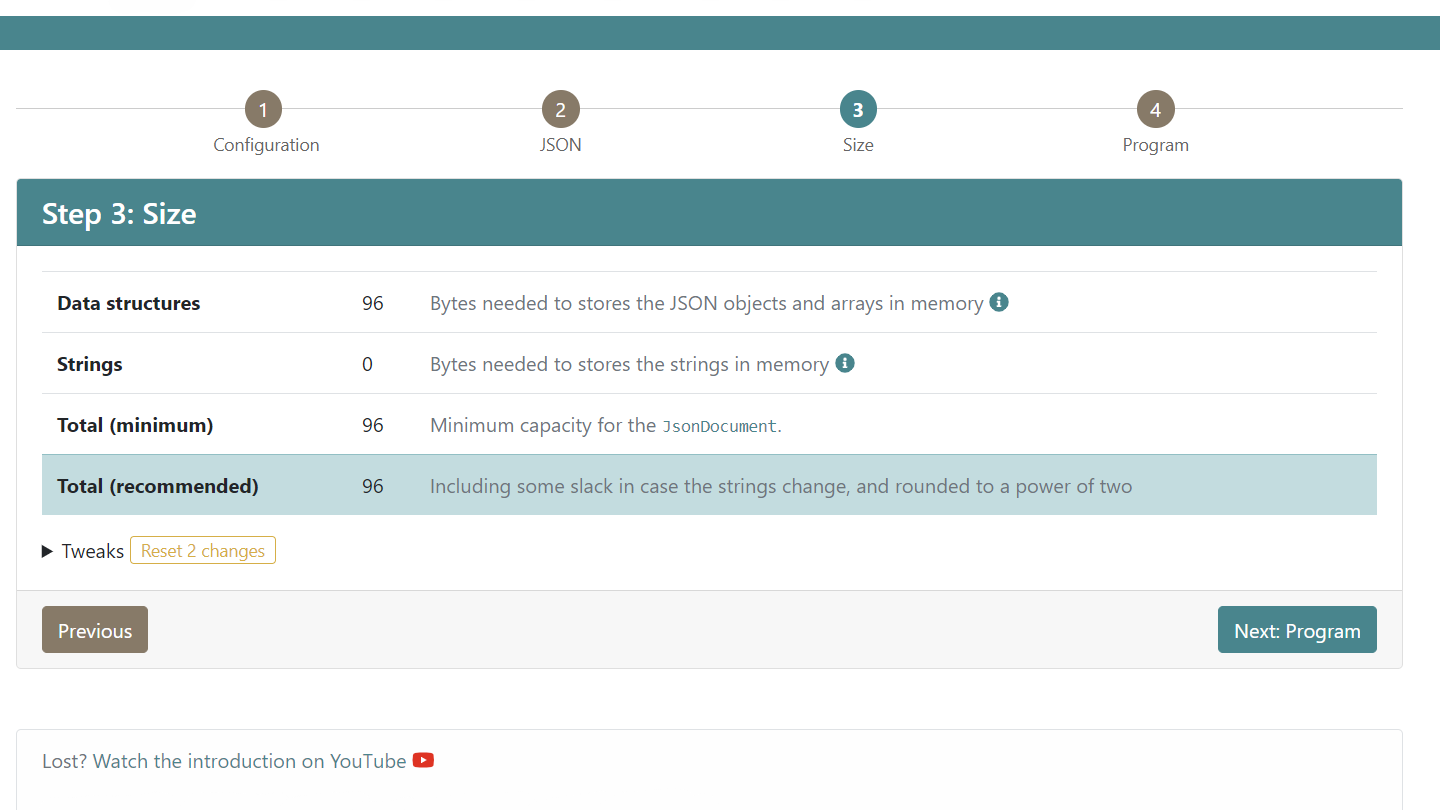 1 2 3 4
Configuration JSON Size Program
Step 3: Size
Data structures 96 Bytes needed to stores the JSON objects and arrays in memory
Strings 0 Bytes needed to stores the strings in memory
Total (minimum) 96 Minimum capacity for the JsonDocument.
Total (recommended) 96 Including some slack in case the strings change, and rounded to a power of two
Tweaks Reset 2 changes
Previous Next: Program
Lost? Watch the introduction on YouTube